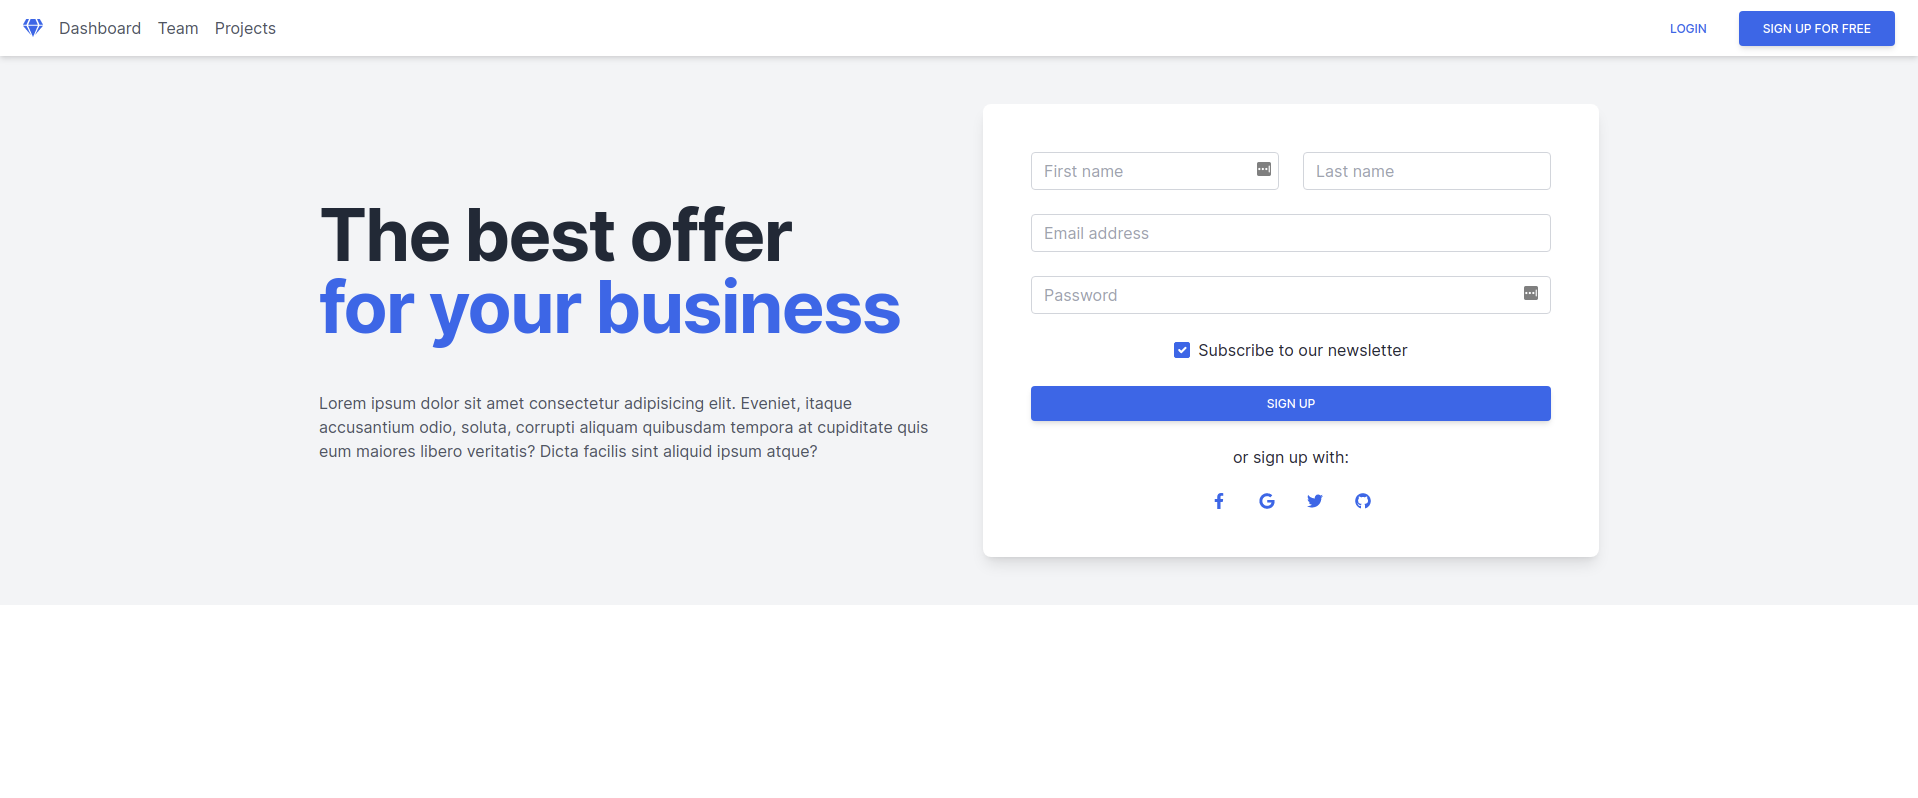 Dashboard Team Projects LOGIN SIGN UP FOR FREE
The best offer
for your business
Lorem ipsum dolor sit amet consectetur adipisicing elit. Eveniet, itaque
accusantium odio, soluta, corrupti aliquam quibusdam tempora at cupiditate quis
eum maiores libero veritatis? Dicta facilis sint aliquid ipsum atque?
First name Last name
Email address
Password
Subscribe to our newsletter
SIGN UP
or sign up with: